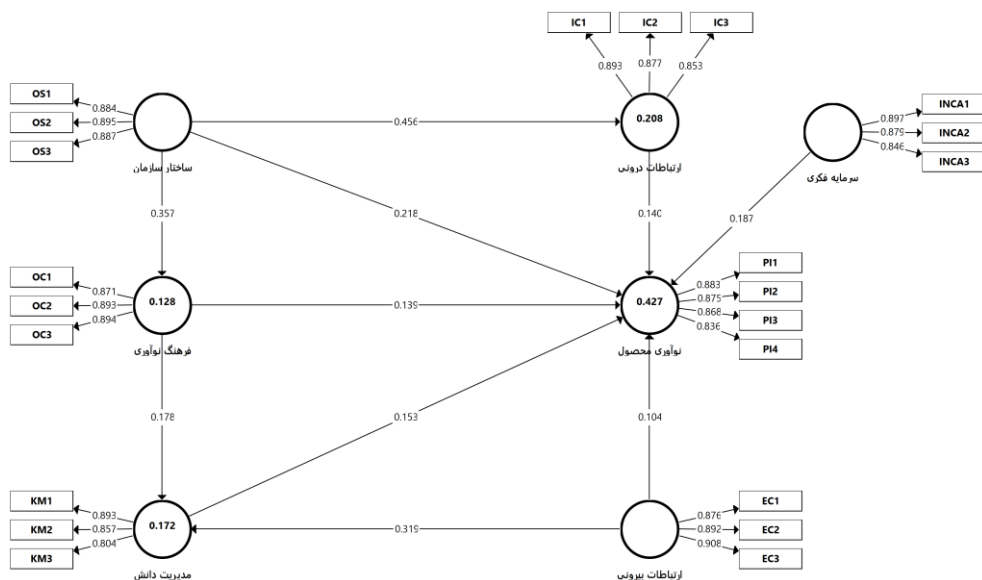 IC1 IC2 IC3
0.893 0.877 0.853
OS1
OS2
OS3
0.884
0.895
0.887
ساختار سازمان
0.456
0.208
ارتباطات درونی
INCA1
INCA2
INCA3
0.897
0.879
0.846
سرمایه فکری
0.357
0.218
0.140
0.187
OC1
OC2
OC3
0.871
0.893
0.894
0.128
فرهنگ نوآوری
0.139
0.427
نوآوری محصول
0.883
0.875
0.868
0.836
PI1
PI2
PI3
PI4
0.178
0.153
0.104
KM1
KM2
KM3
0.893
0.857
0.804
0.172
مدیریت دانش
0.319
ارتباطات بیرونی
0.876
0.892
0.908
EC1
EC2
EC3